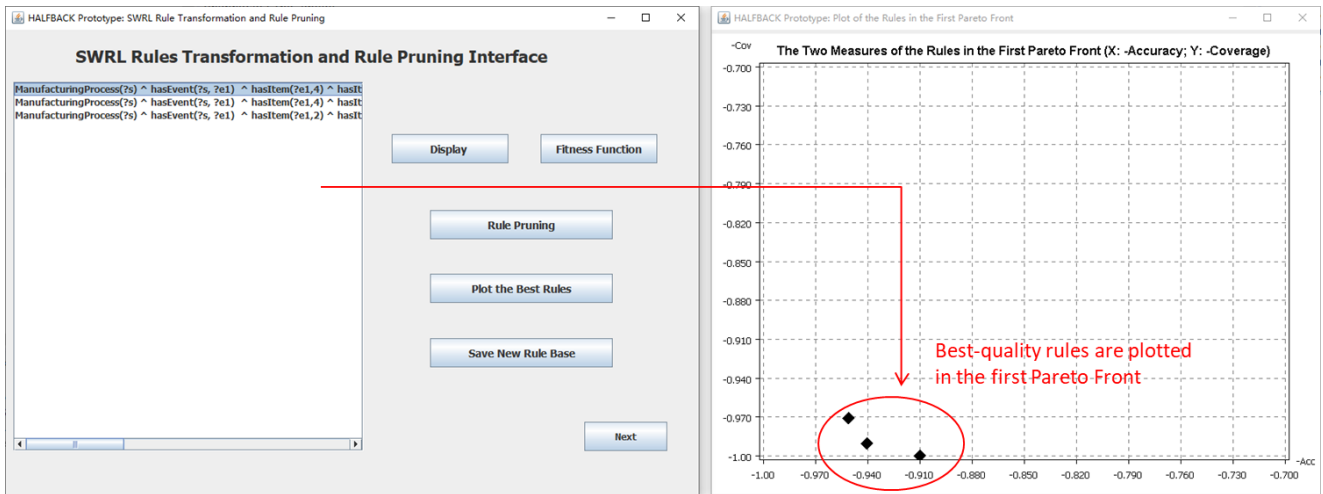 HALFBACK Prototype: SWRL Rule Transformation and Rule Pruning
SWRL Rules Transformation and Rule Pruning Interface
ManufacturingProcess(?s) ^ hasEvent(?s, ?e1) ^ hasItem(?e1,4) ^ hasIt
ManufacturingProcess(?s) ^ hasEvent(?s, ?e1) ^ hasItem(?e1,4) ^ hasIt
ManufacturingProcess(?s) ^ hasEvent(?s, ?e1) ^ hasItem(?e1,2) ^ hasIt
Display
Fitness Function
Rule Pruning
Plot the Best Rules
Save New Rule Base
Next
HALFBACK Prototype: Plot of the Rules in the First Pareto Front
-Cov
The Two Measures of the Rules in the First Pareto Front (X: -Accuracy; Y: -Coverage)
-0.700
-0.730
-0.760
-0.790
-0.820
-0.850
-0.880
-0.910
-0.940
-0.970
-1.00
Best-quality rules are plotted
in the first Pareto Front
-Acc
-1.00 -0.970 -0.940 -0.910 -0.880 -0.850 -0.820 -0.790 -0.760 -0.730 -0.700